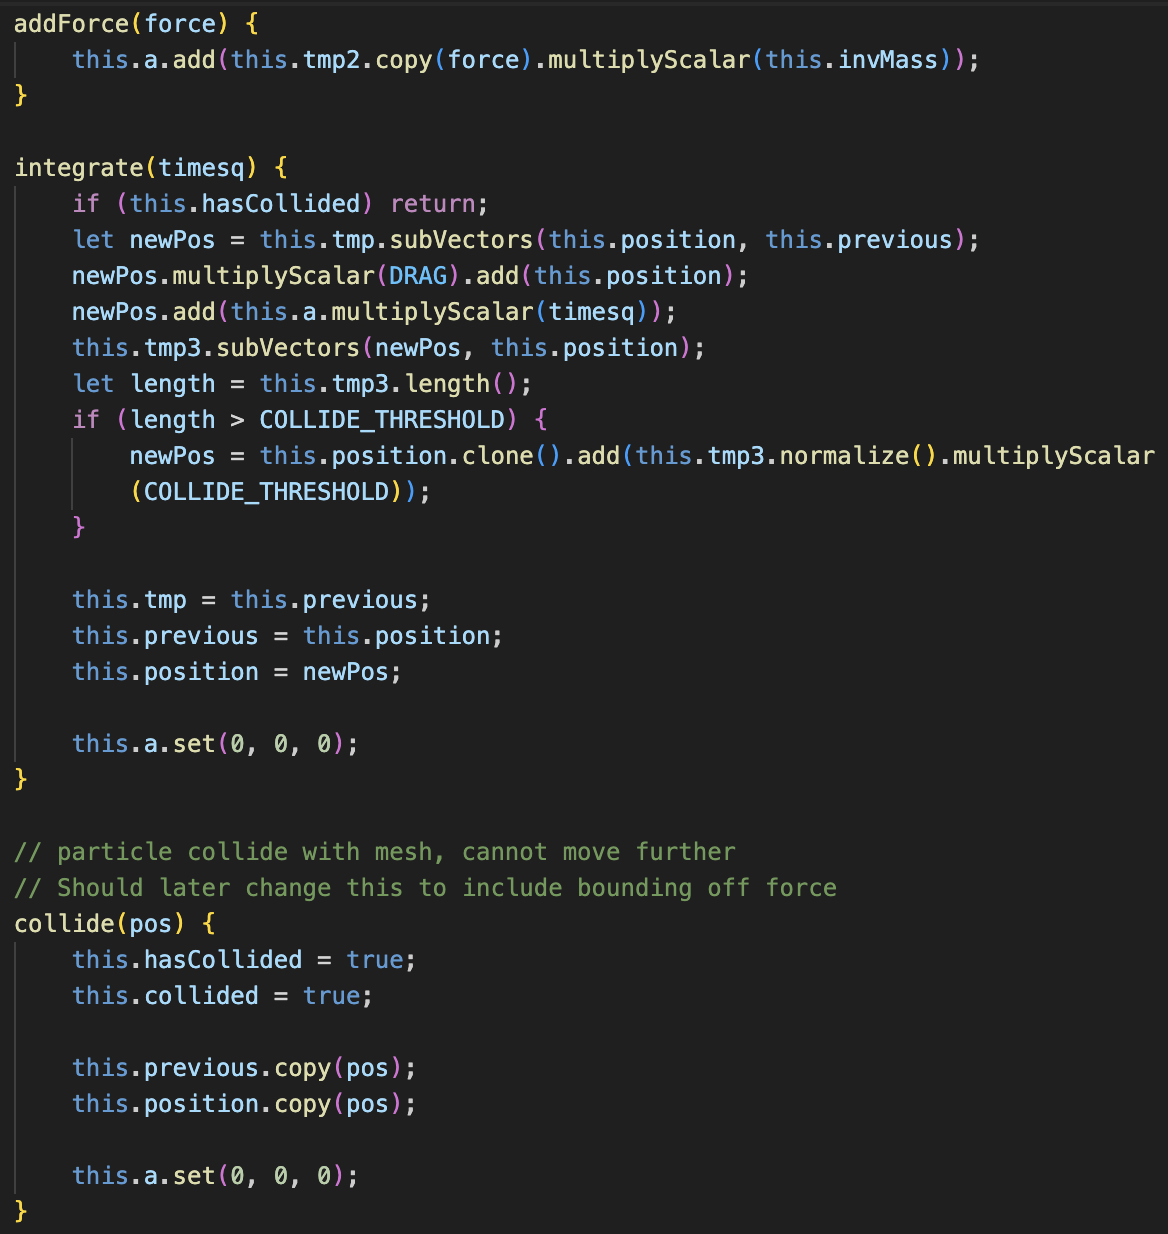 addForce(force) {
    this.a.add(this.tmp2.copy(force).multiplyScalar(this.invMass));
}

integrate(timesq) {
    if (this.hasCollided) return;
    let newPos = this.tmp.subVectors(this.position, this.previous);
    newPos.multiplyScalar(DRAG).add(this.position);
    newPos.add(this.a.multiplyScalar(timesq));
    this.tmp3.subVectors(newPos, this.position);
    let length = this.tmp3.length();
    if (length > COLLIDE_THRESHOLD) {
        newPos = this.position.clone().add(this.tmp3.normalize().multiplyScalar
        (COLLIDE_THRESHOLD));
    }

    this.tmp = this.previous;
    this.previous = this.position;
    this.position = newPos;

    this.a.set(0, 0, 0);
}

// particle collide with mesh, cannot move further
// Should later change this to include bounding off force
collide(pos) {
    this.hasCollided = true;
    this.collided = true;

    this.previous.copy(pos);
    this.position.copy(pos);

    this.a.set(0, 0, 0);
}